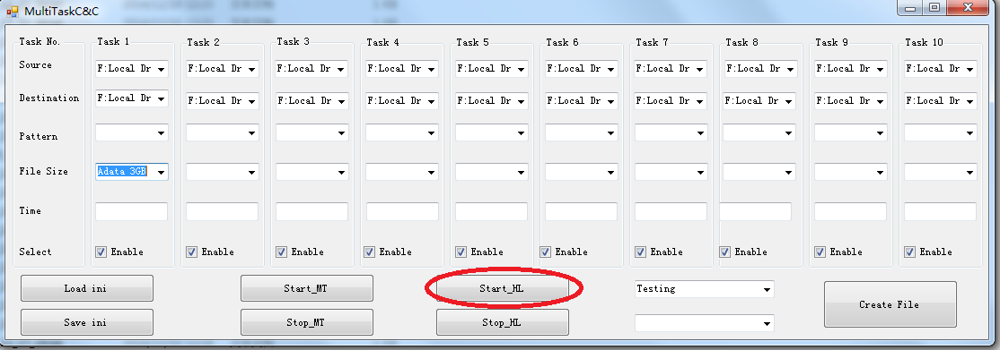 MultiTaskC&C
Task No. Task 1 Task 2 Task 3 Task 4 Task 5 Task 6 Task 7 Task 8 Task 9 Task 10
Source F:Local Dr F:Local Dr F:Local Dr F:Local Dr F:Local Dr F:Local Dr F:Local Dr F:Local Dr F:Local Dr F:Local Dr
Destination F:Local Dr F:Local Dr F:Local Dr F:Local Dr F:Local Dr F:Local Dr F:Local Dr F:Local Dr F:Local Dr F:Local Dr
Pattern
File Size Adata 3GB
Time
Select Enable Enable Enable Enable Enable Enable Enable Enable Enable Enable
Load ini Start_MT Start_HL Testing Create File
Save ini Stop_MT Stop_HL